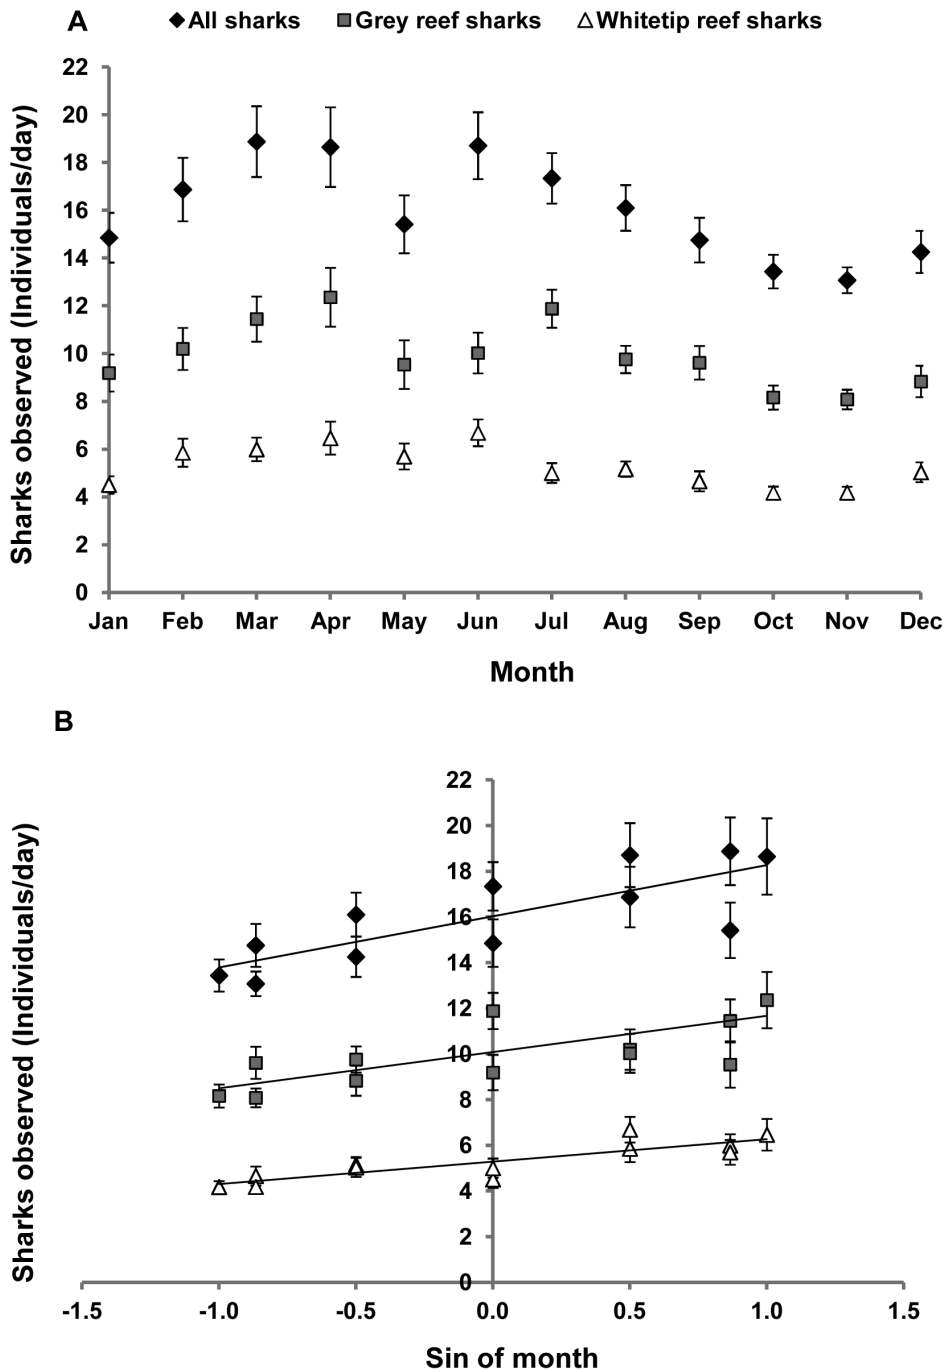 A
All sharks Grey reef sharks Whitetip reef sharks
Sharks observed (Individuals/day)
22
20
18
16
14
12
10
8
6
4
2
0
Jan Feb Mar Apr May Jun Jul Aug Sep Oct Nov Dec
Month
B
Sharks observed (Individuals/day)
22
20
18
16
14
12
10
8
6
4
2
0
-1.5 -1.0 -0.5 0.0 0.5 1.0 1.5
Sin of month